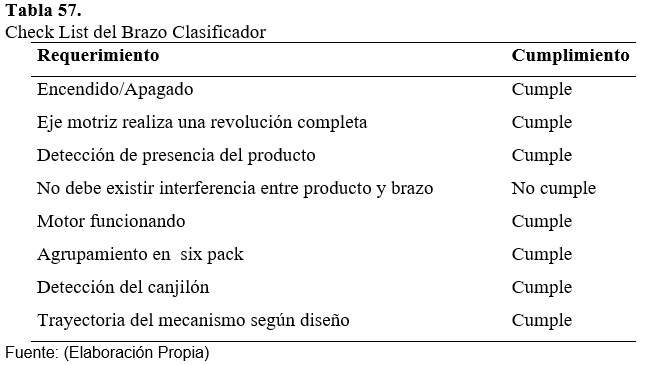 Tabla 57.
Check List del Brazo Clasificador
Requerimiento Cumplimiento
Encendido/Apagado Cumple
Eje motriz realiza una revolución completa Cumple
Detección de presencia del producto Cumple
No debe existir interferencia entre producto y brazo No cumple
Motor funcionando Cumple
Agrupamiento en six pack Cumple
Detección del canjilón Cumple
Trayectoria del mecanismo según diseño Cumple
Fuente: (Elaboración Propia)